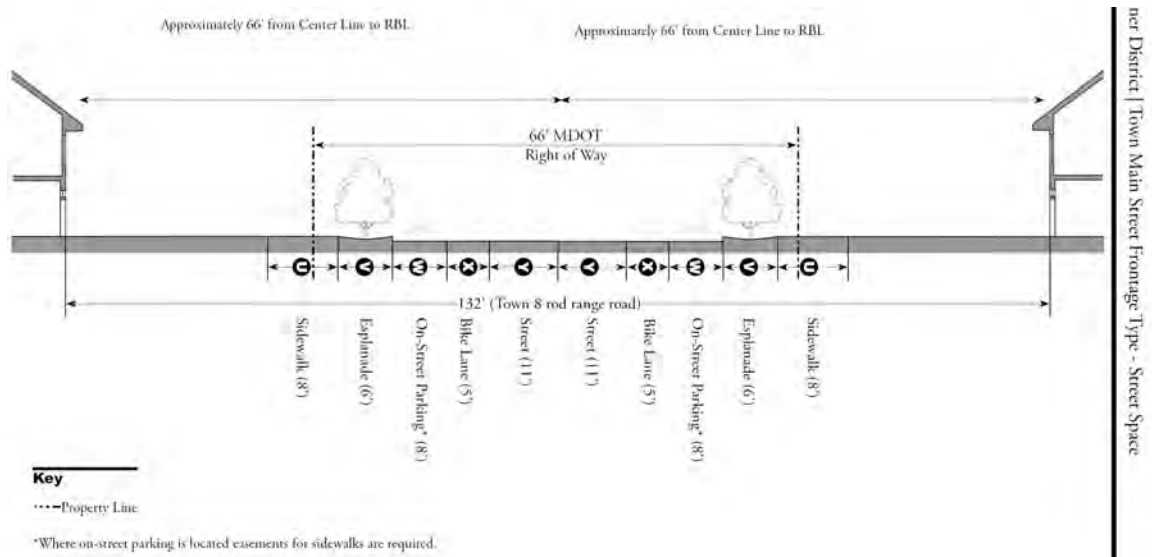 Approximately 66' from Center Line to RBL
Approximately 66' from Center Line to RBL
66' MDOT
Right of Way
U V W X Y Y X W V U
132' (Town 8 rod range road)
Sidewalk (8')
Esplanade (6')
On-Street Parking* (8')
Bike Lane (5')
Street (11')
Street (11')
Bike Lane (5')
On-Street Parking* (8')
Esplanade (6')
Sidewalk (8')
Key
Property Line
*Where on-street parking is located easements for sidewalks are required.
District | Town Main Street Frontage Type - Street Space